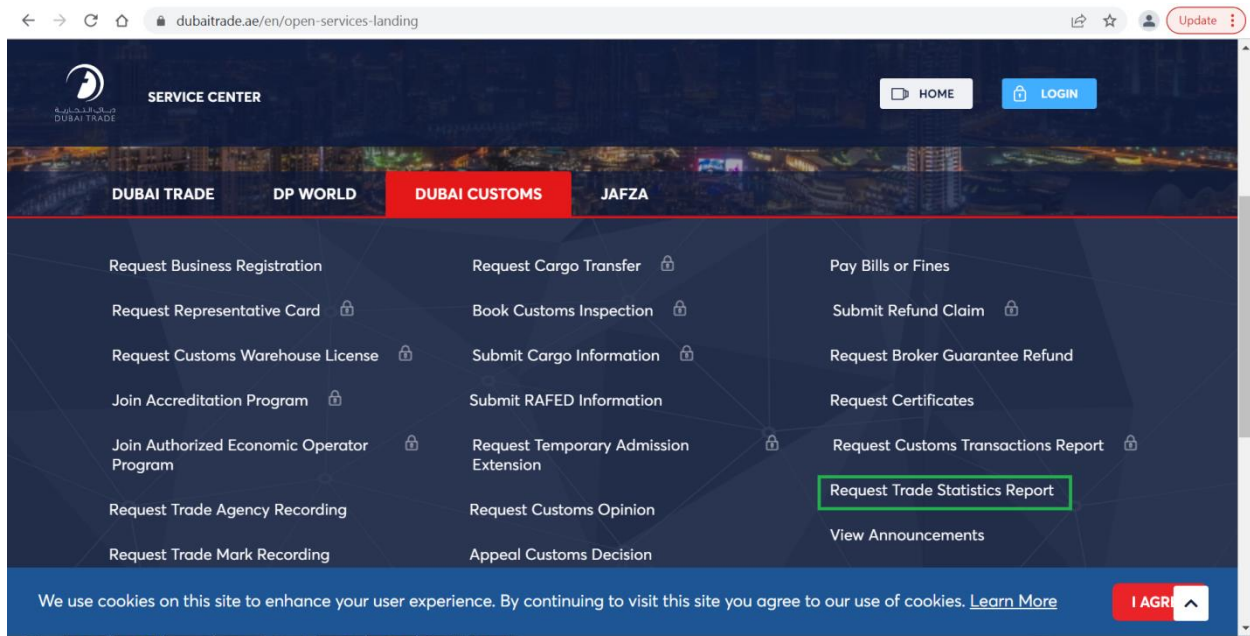 dubaitrade.ae/en/open-services-landing
Update
دبي التجارية
DUBAI TRADE
SERVICE CENTER
HOME
LOGIN
DUBAI TRADE
DP WORLD
DUBAI CUSTOMS
JAFZA
Request Business Registration
Request Representative Card
Request Customs Warehouse License
Join Accreditation Program
Join Authorized Economic Operator
Program
Request Trade Agency Recording
Request Trade Mark Recording
Request Cargo Transfer
Book Customs Inspection
Submit Cargo Information
Submit RAFED Information
Request Temporary Admission
Extension
Request Customs Opinion
Appeal Customs Decision
Pay Bills or Fines
Submit Refund Claim
Request Broker Guarantee Refund
Request Certificates
Request Customs Transactions Report
Request Trade Statistics Report
View Announcements
We use cookies on this site to enhance your user experience. By continuing to visit this site you agree to our use of cookies. Learn More
I AGR